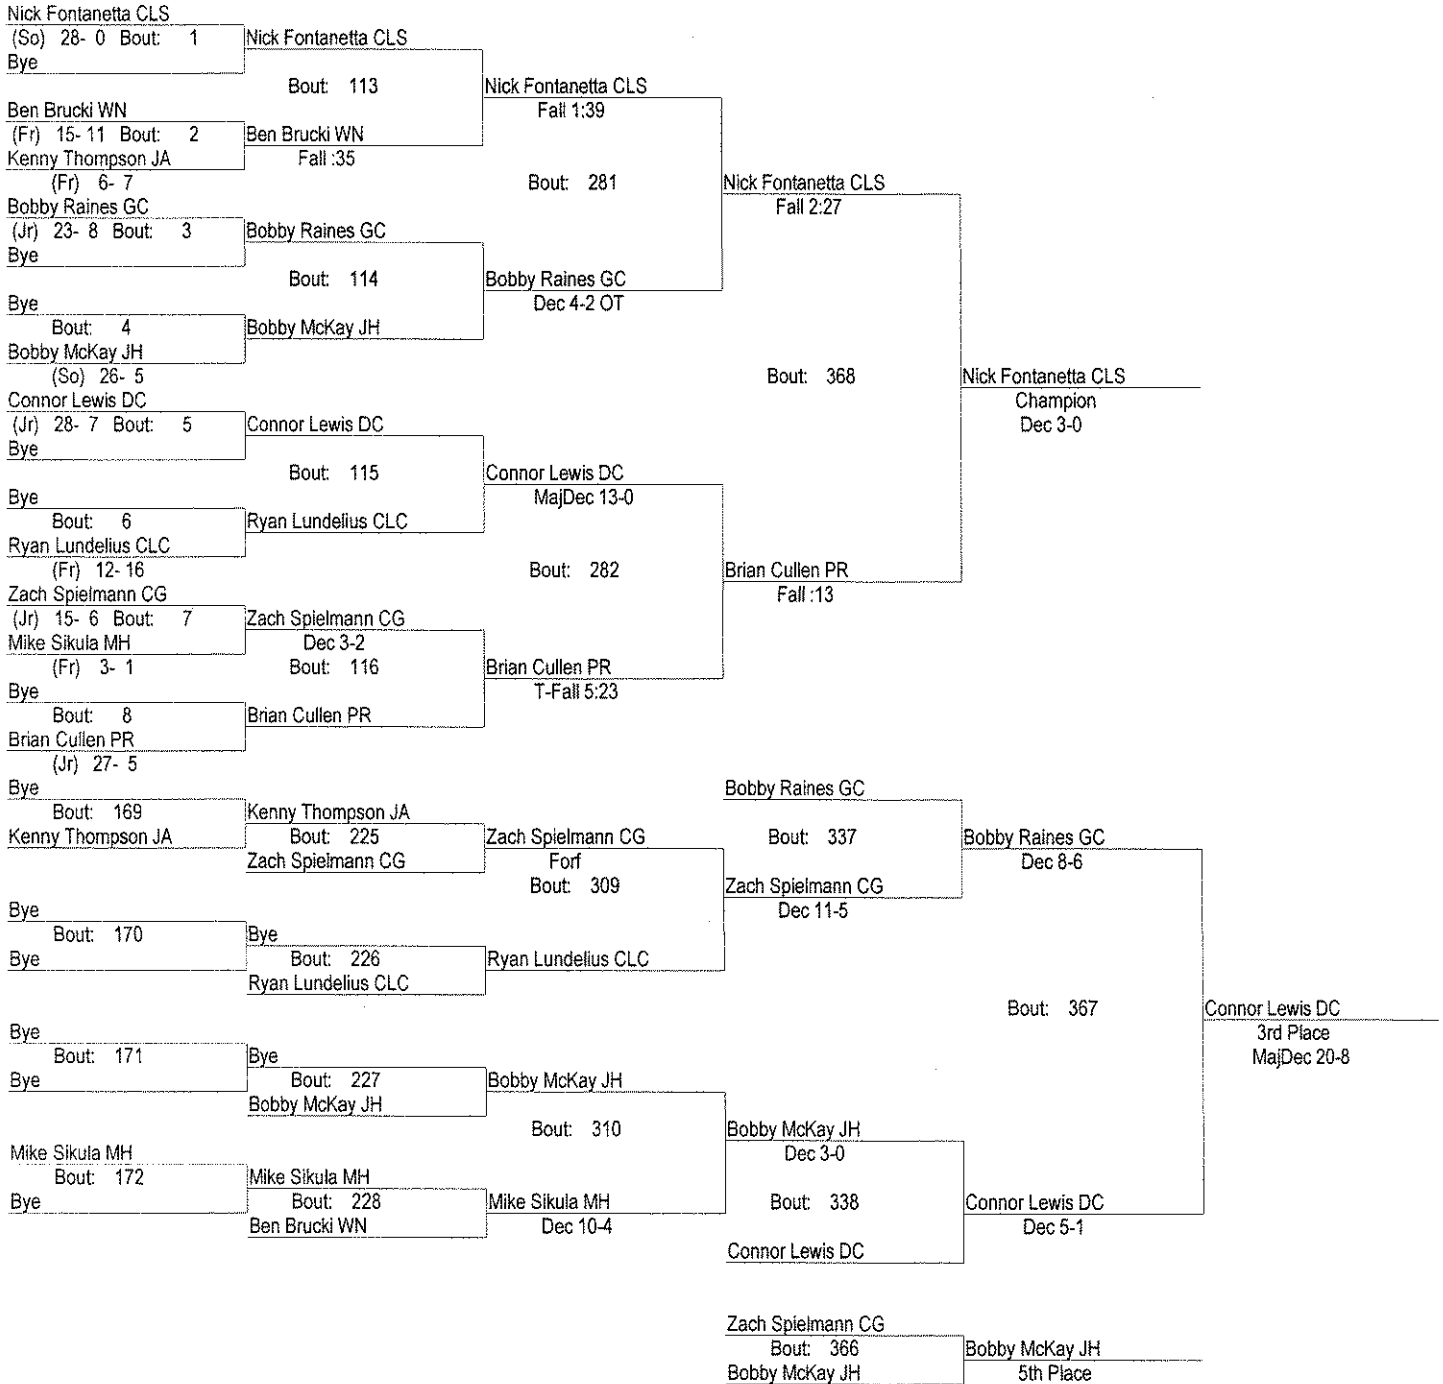 Nick Fontanetta CLS
(So) 28- 0 Bout: 1
Nick Fontanetta CLS
Bye
Bout: 113
Nick Fontanetta CLS
Fall 1:39
Ben Brucki WN
(Fr) 15- 11 Bout: 2
Ben Brucki WN
Kenny Thompson JA
Fall :35
(Fr) 6- 7
Bout: 281
Nick Fontanetta CLS
Fall 2:27
Bobby Raines GC
(Jr) 23- 8 Bout: 3
Bobby Raines GC
Bye
Bout: 114
Bobby Raines GC
Dec 4-2 OT
Bye
Bout: 4
Bobby McKay JH
Bobby McKay JH
(So) 26- 5
Bout: 368
Nick Fontanetta CLS
Champion
Dec 3-0
Connor Lewis DC
(Jr) 28- 7 Bout: 5
Connor Lewis DC
Bye
Bout: 115
Connor Lewis DC
MajDec 13-0
Bye
Bout: 6
Ryan Lundelius CLC
Ryan Lundelius CLC
(Fr) 12- 16
Bout: 282
Brian Cullen PR
Fall :13
Zach Spielmann CG
(Jr) 15- 6 Bout: 7
Zach Spielmann CG
Mike Sikula MH
Dec 3-2
(Fr) 3- 1
Bout: 116
Brian Cullen PR
T-Fall 5:23
Bye
Bout: 8
Brian Cullen PR
Brian Cullen PR
(Jr) 27- 5
Bye
Bout: 169
Kenny Thompson JA
Kenny Thompson JA
Bout: 225
Zach Spielmann CG
Zach Spielmann CG
Forf
Bout: 309
Bobby Raines GC
Bout: 337
Zach Spielmann CG
Dec 11-5
Bobby Raines GC
Dec 8-6
Bye
Bout: 170
Bye
Bye
Bout: 226
Ryan Lundelius CLC
Ryan Lundelius CLC
Bout: 367
Connor Lewis DC
3rd Place
MajDec 20-8
Bye
Bout: 171
Bye
Bye
Bout: 227
Bobby McKay JH
Bobby McKay JH
Bout: 310
Bobby McKay JH
Dec 3-0
Mike Sikula MH
Bout: 172
Bye
Mike Sikula MH
Bout: 228
Ben Brucki WN
Mike Sikula MH
Dec 10-4
Bout: 338
Connor Lewis DC
Connor Lewis DC
Dec 5-1
Zach Spielmann CG
Bout: 366
Bobby McKay JH
Bobby McKay JH
5th Place